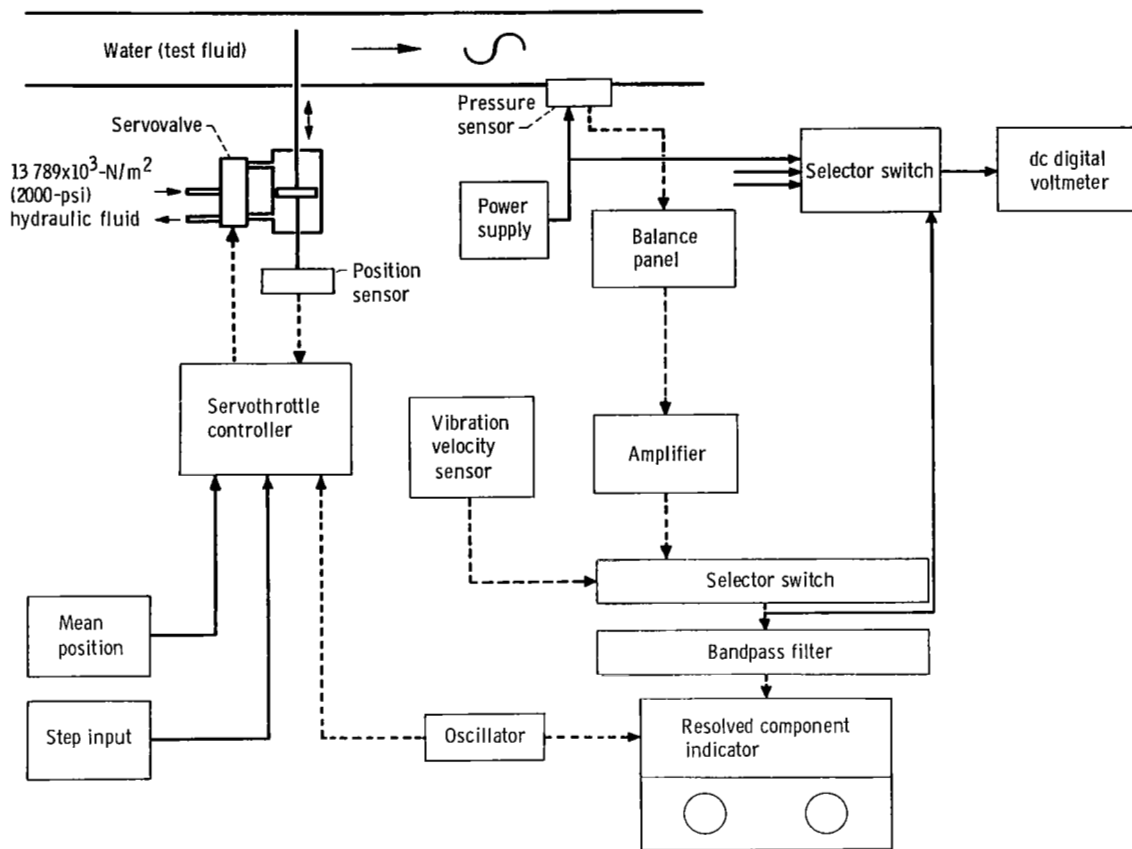 Water (test fluid)
Pressure
sensor
Servovalve
13 789x10³-N/m²
(2000-psi)
hydraulic fluid
Selector switch
dc digital
voltmeter
Power
supply
Balance
panel
Position
sensor
Servothrottle
controller
Vibration
velocity
sensor
Amplifier
Selector switch
Mean
position
Bandpass filter
Step input
Oscillator
Resolved component
indicator